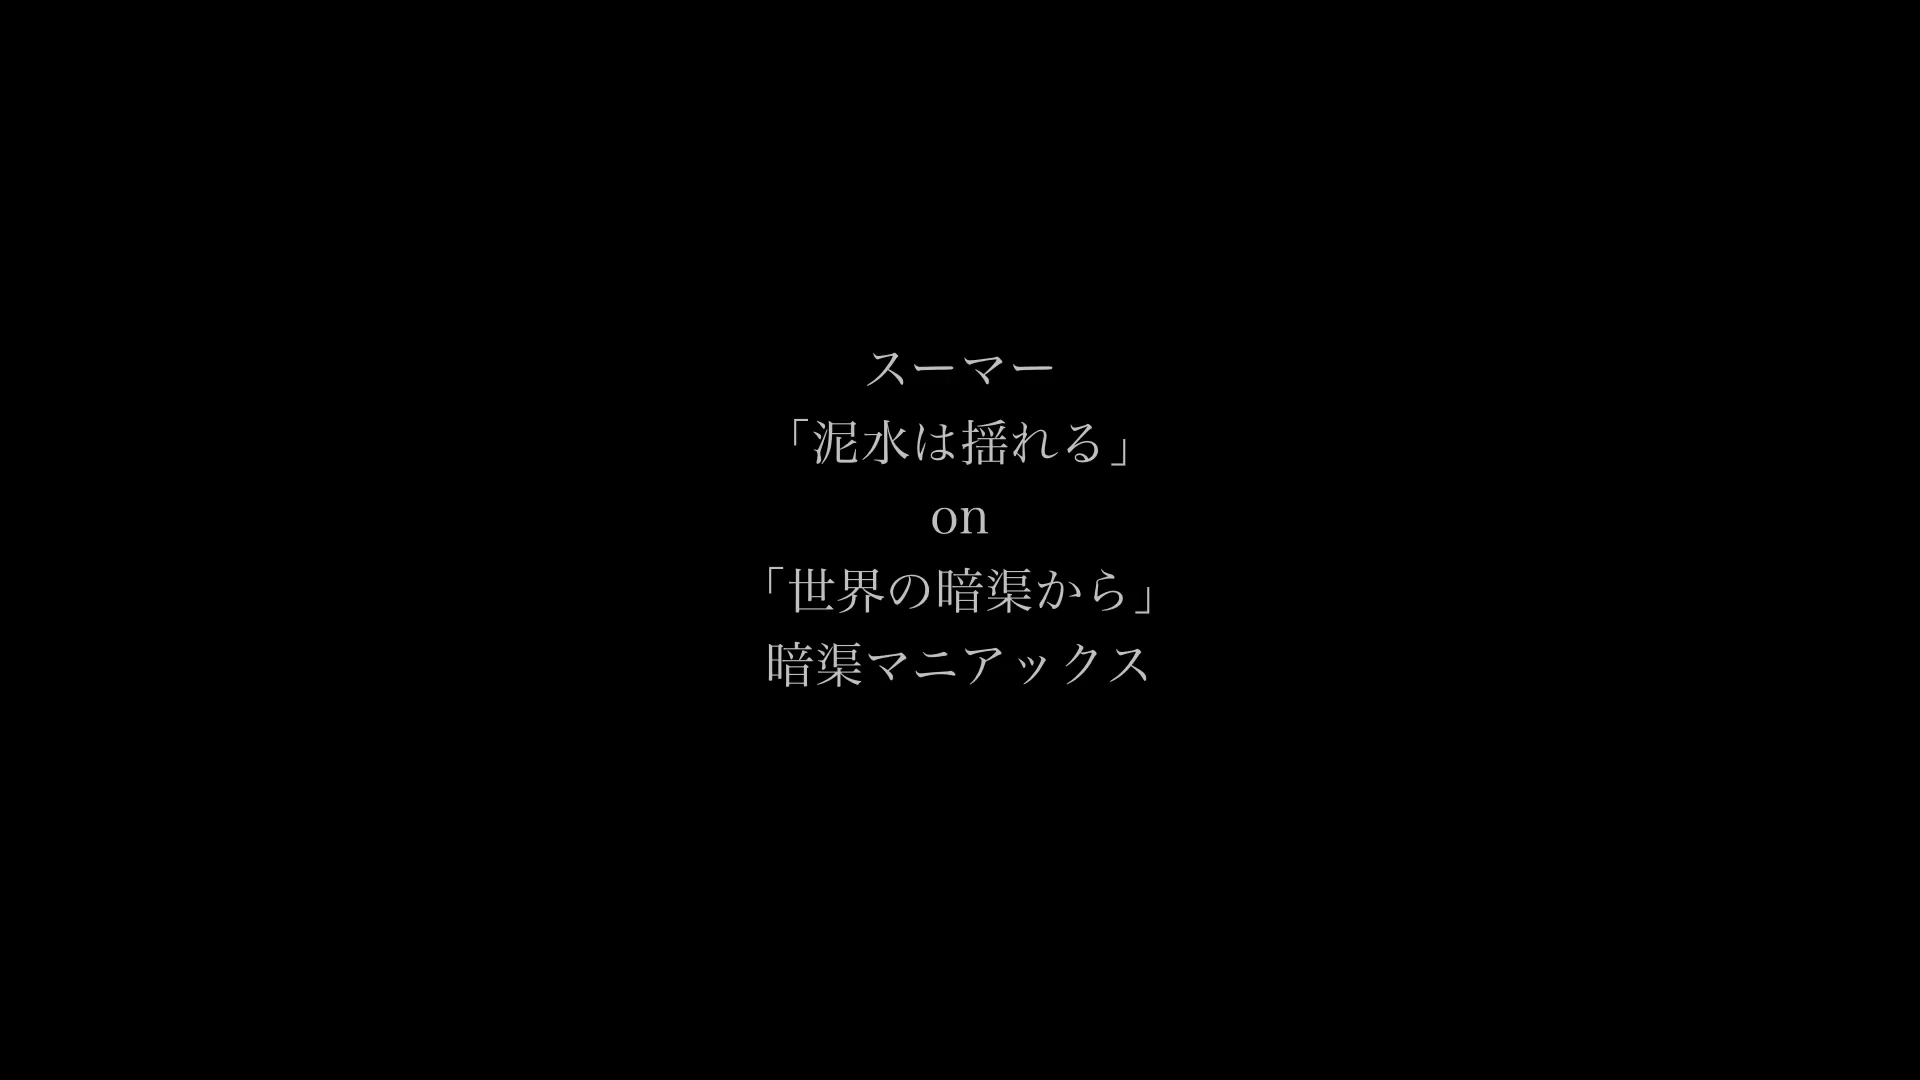 スーマー
「泥水は揺れる」
on
「世界の暗渠から」
暗渠マニアックス